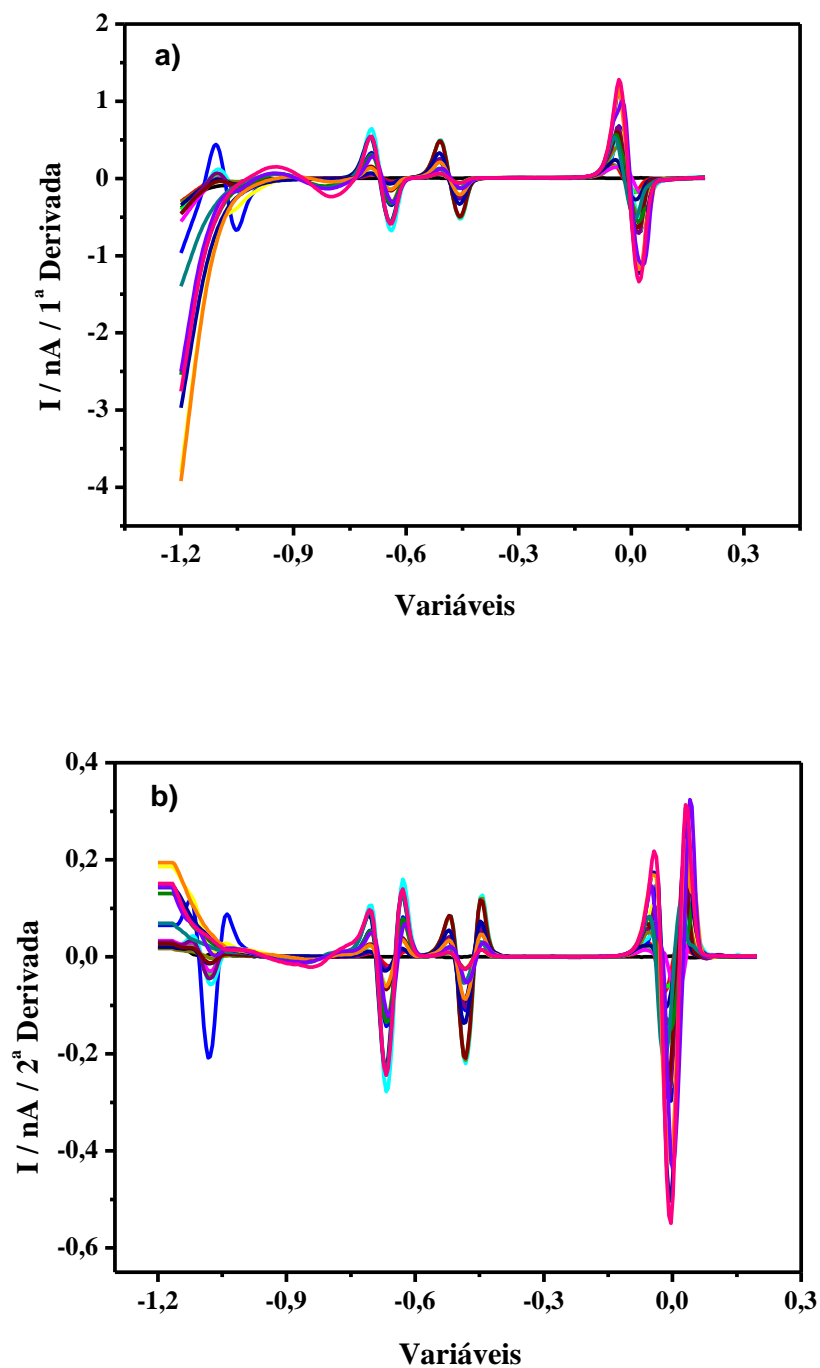 a)
2
1
0
-1
-2
-3
-4
I / nA / 1ª Derivada
-1,2 -0,9 -0,6 -0,3 0,0 0,3
Variáveis
b)
0,4
0,2
0,0
-0,2
-0,4
-0,6
I / nA / 2ª Derivada
-1,2 -0,9 -0,6 -0,3 0,0 0,3
Variáveis